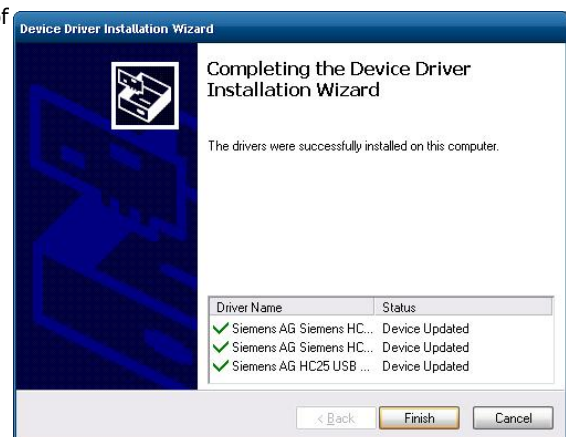 of
Device Driver Installation Wizard
Completing the Device Driver
Installation Wizard
The drivers were successfully installed on this computer.
Driver Name Status
Siemens AG Siemens HC... Device Updated
Siemens AG Siemens HC... Device Updated
Siemens AG HC25 USB ... Device Updated
< Back Finish Cancel